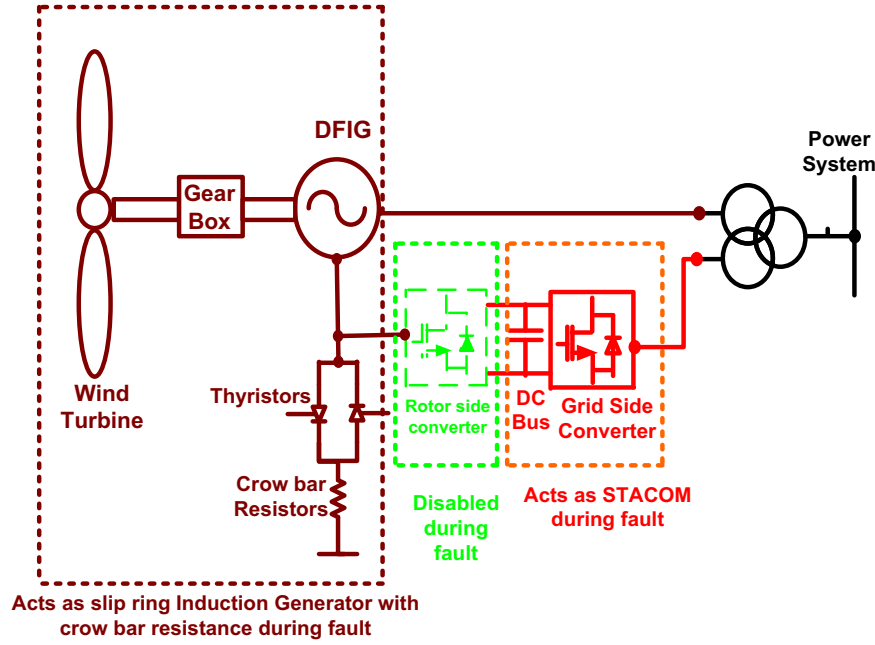 DFIG
Power
System
Gear
Box
Wind
Turbine
Thyristors
Crow bar
Resistors
Rotor side
converter
DC
Bus
Grid Side
Converter
Disabled
during
fault
Acts as STACOM
during fault
Acts as slip ring Induction Generator with
crow bar resistance during fault